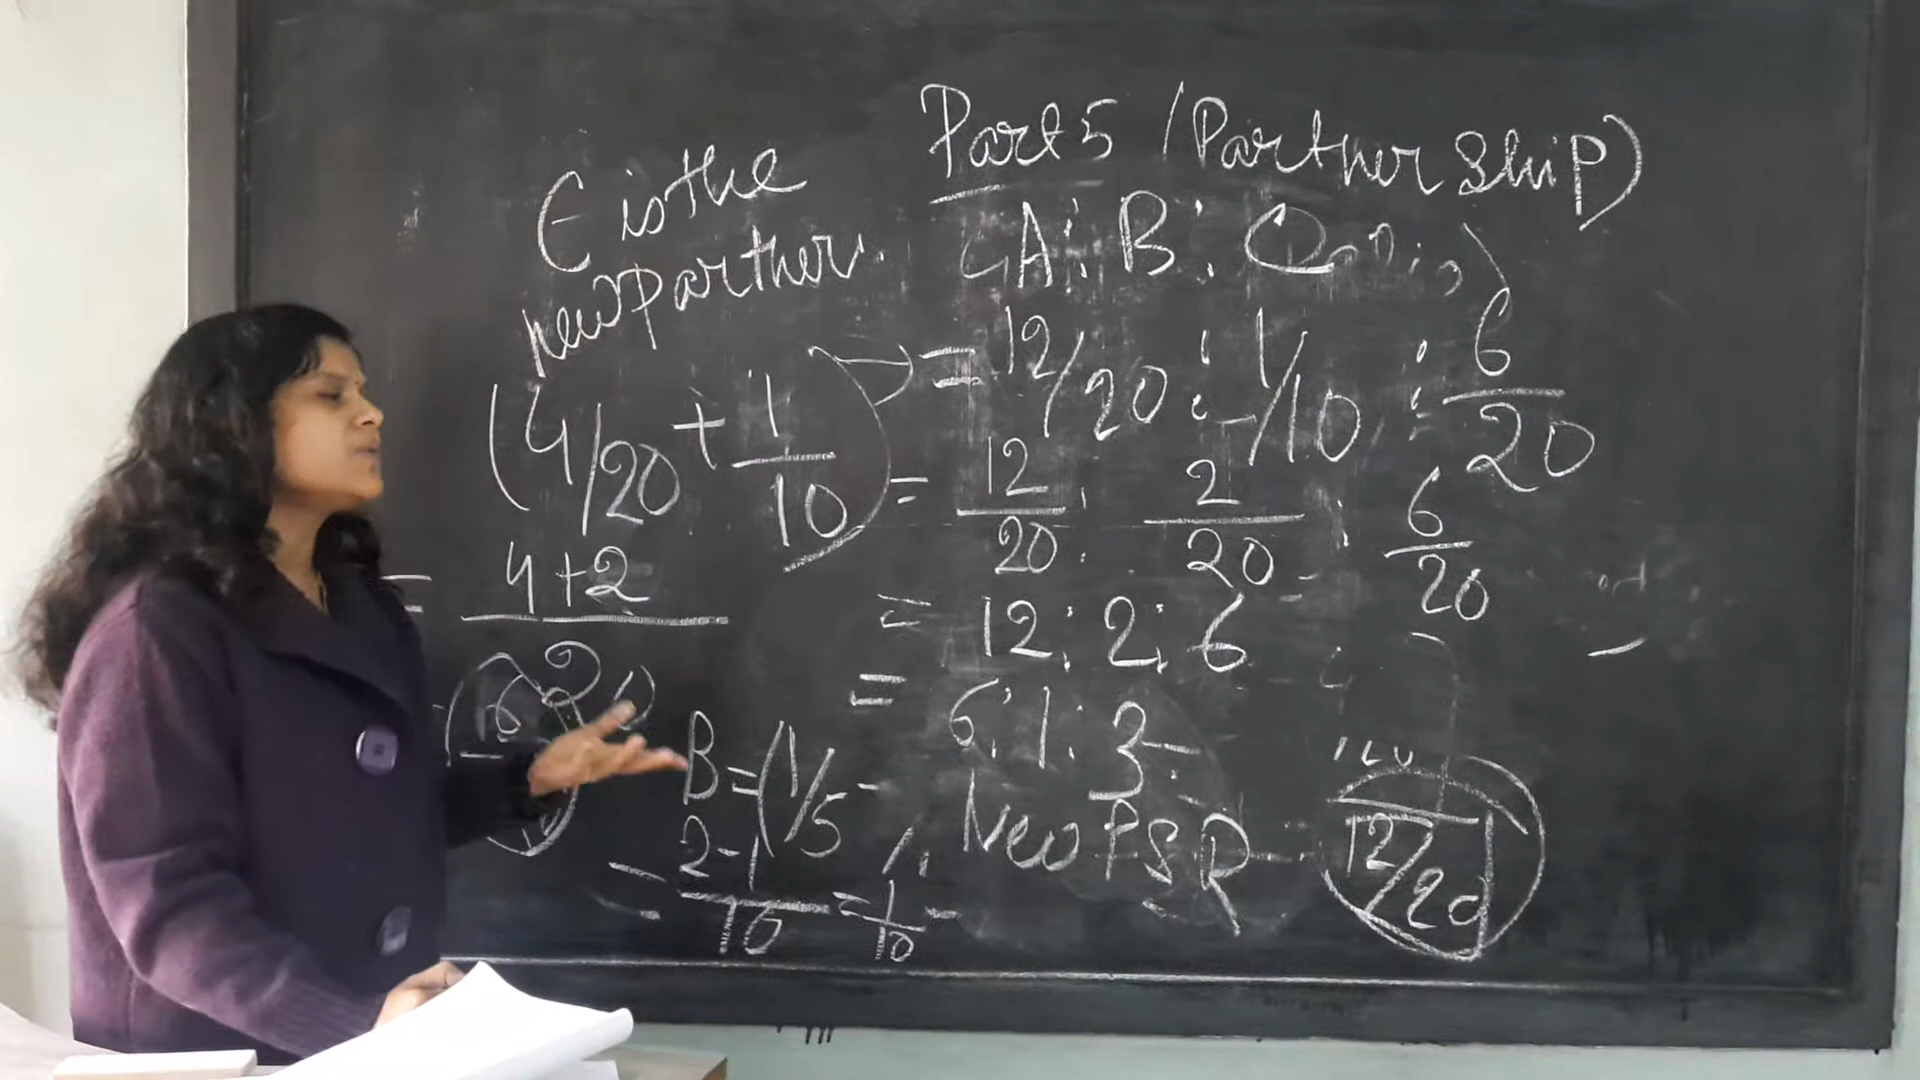 Part 5 (Partnership)
C is the
new partner.
A : B : C
(4/20 + 1/10)
= 12/20 : 1/10 : 6/20
= 12/20 : 2/20 : 6/20
= 4+2
20
= 12 : 2 : 6
= 6 : 1 : 3
B = (1/5 -
= 2-1/10 = 1/10
New PSR
12/20